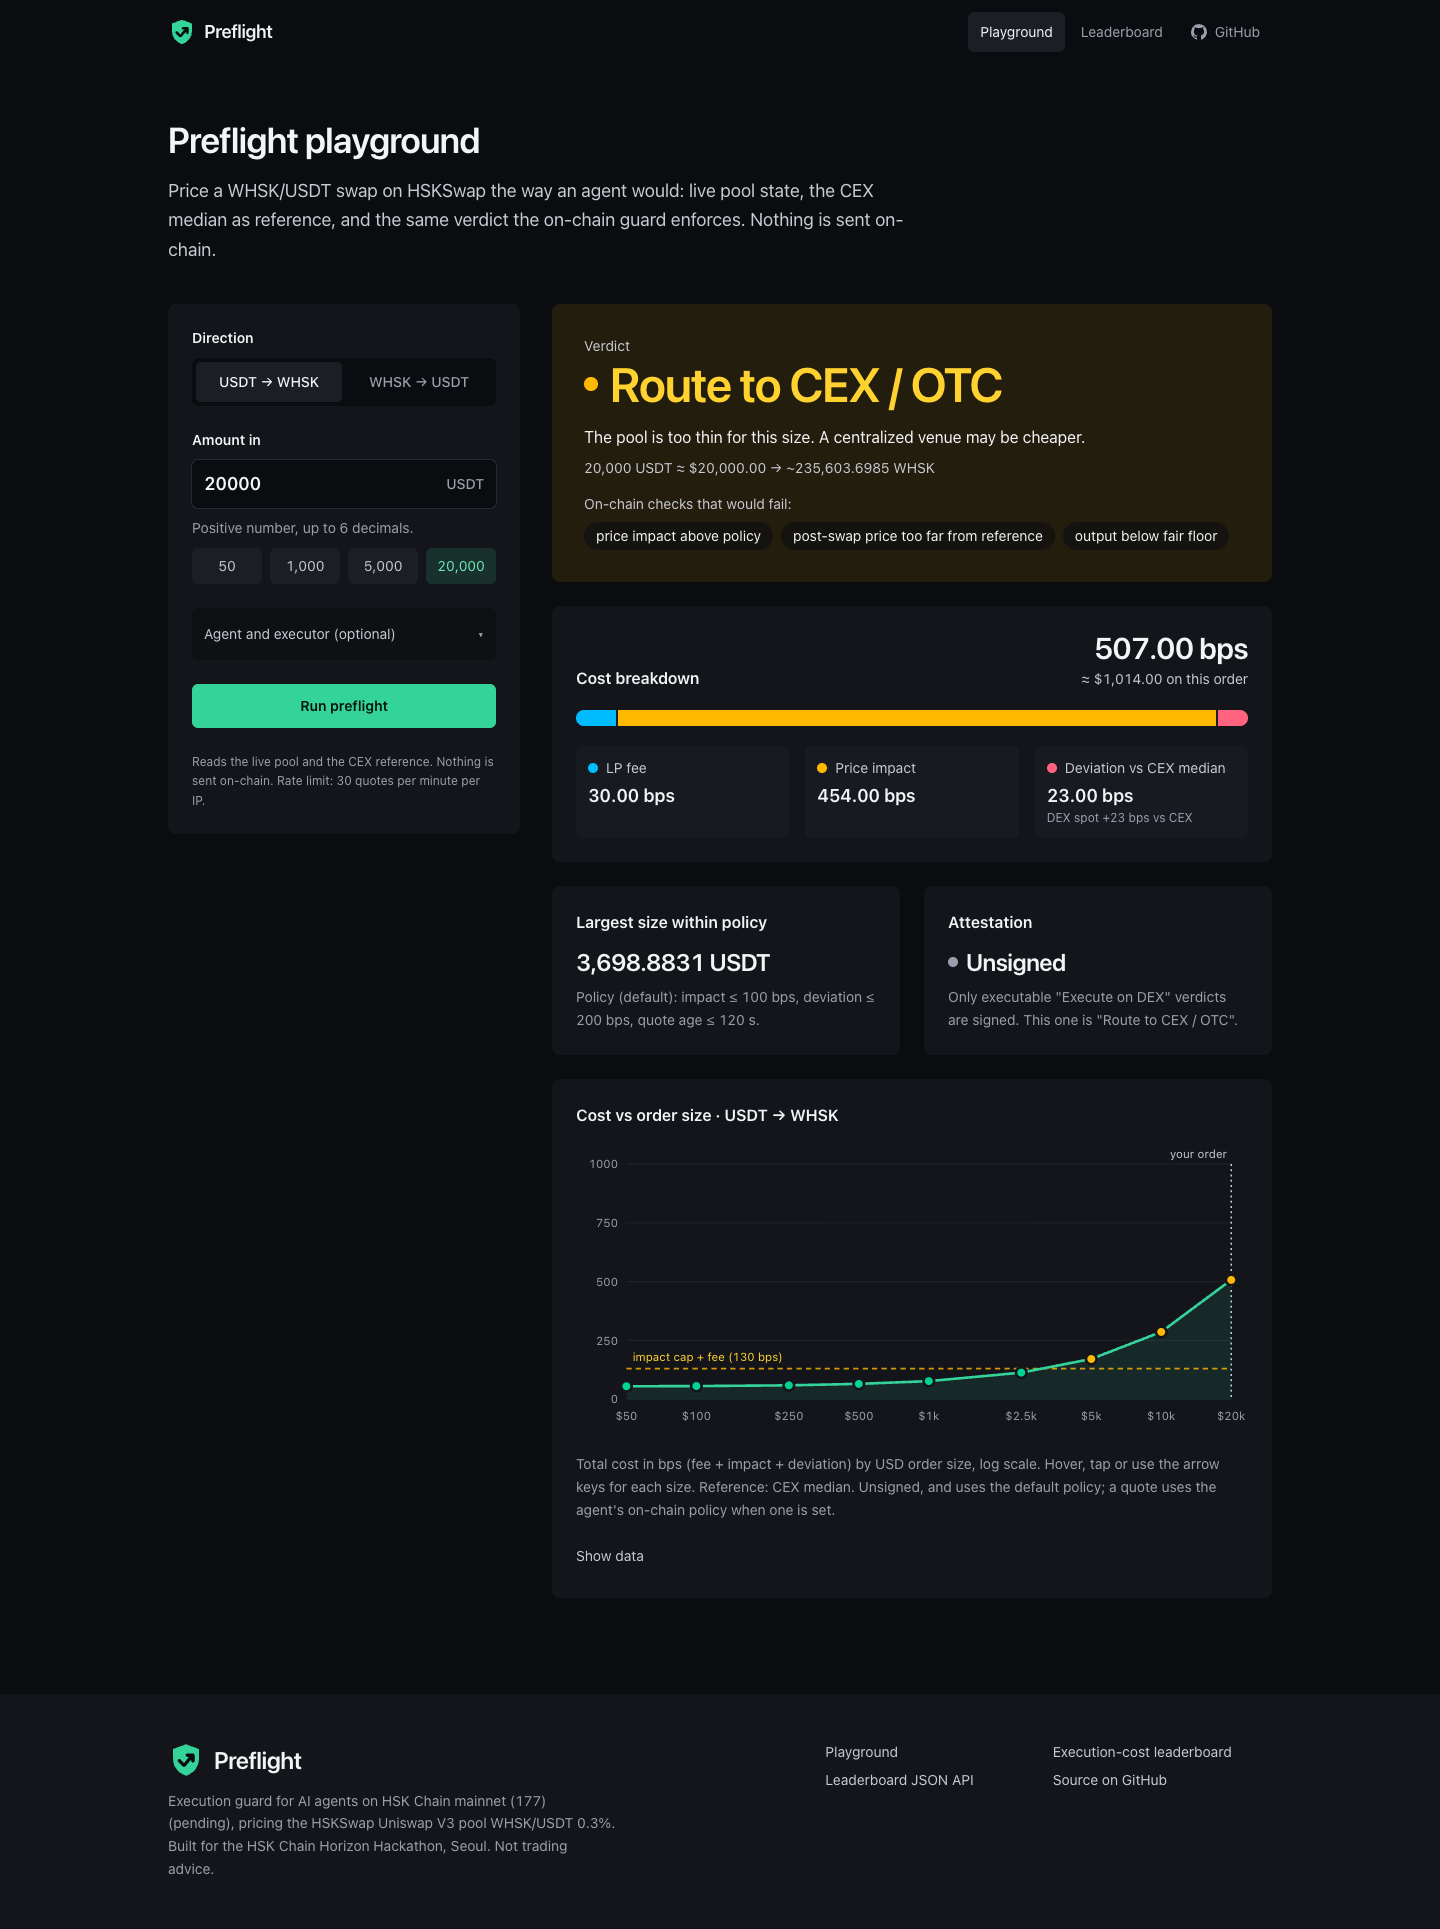 Preflight
Playground
Leaderboard
GitHub
Preflight playground
Price a WHSK/USDT swap on HSKSwap the way an agent would: live pool state, the CEX
median as reference, and the same verdict the on-chain guard enforces. Nothing is sent on-
chain.
Direction
USDT → WHSK
WHSK → USDT
Amount in
20000
USDT
Positive number, up to 6 decimals.
50
1,000
5,000
20,000
Agent and executor (optional)
Run preflight
Reads the live pool and the CEX reference. Nothing is
sent on-chain. Rate limit: 30 quotes per minute per
IP.
Verdict
Route to CEX / OTC
The pool is too thin for this size. A centralized venue may be cheaper.
20,000 USDT ≈ $20,000.00 → ~235,603.6985 WHSK
On-chain checks that would fail:
price impact above policy
post-swap price too far from reference
output below fair floor
Cost breakdown
507.00 bps
≈ $1,014.00 on this order
LP fee
30.00 bps
Price impact
454.00 bps
Deviation vs CEX median
23.00 bps
DEX spot +23 bps vs CEX
Largest size within policy
3,698.8831 USDT
Policy (default): impact ≤ 100 bps, deviation ≤
200 bps, quote age ≤ 120 s.
Attestation
Unsigned
Only executable "Execute on DEX" verdicts
are signed. This one is "Route to CEX / OTC".
Cost vs order size · USDT → WHSK
your order
1000
750
500
250
impact cap + fee (130 bps)
0
$50
$100
$250
$500
$1k
$2.5k
$5k
$10k
$20k
Total cost in bps (fee + impact + deviation) by USD order size, log scale. Hover, tap or use the arrow
keys for each size. Reference: CEX median. Unsigned, and uses the default policy; a quote uses the
agent's on-chain policy when one is set.
Show data
Preflight
Execution guard for AI agents on HSK Chain mainnet (177)
(pending), pricing the HSKSwap Uniswap V3 pool WHSK/USDT 0.3%.
Built for the HSK Chain Horizon Hackathon, Seoul. Not trading
advice.
Playground
Execution-cost leaderboard
Leaderboard JSON API
Source on GitHub